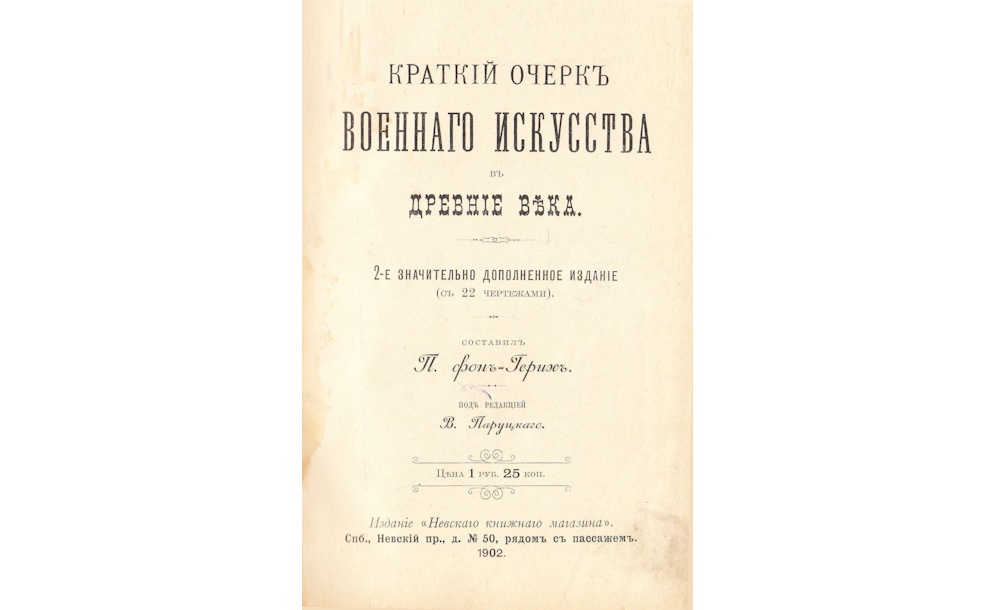 КРАТКІЙ ОЧЕРКЪ
ВОЕННАГО ИСКУССТВА
ВЪ
ДРЕВНІЕ ВѢКА.
2-Е ЗНАЧИТЕЛЬНО ДОПОЛНЕННОЕ ИЗДАНІЕ
(СЪ 22 ЧЕРТЕЖАМИ).
СОСТАВИЛЪ
П. фонъ-Герихъ.
ПОДЪ РЕДАКЦІЕЙ
В. Паруцкаго.
ЦѢНА 1 РУБ. 25 КОП.
Изданіе «Невскаго книжнаго магазина».
Спб., Невскій пр., д. № 50, рядомъ съ пассажемъ.
1902.